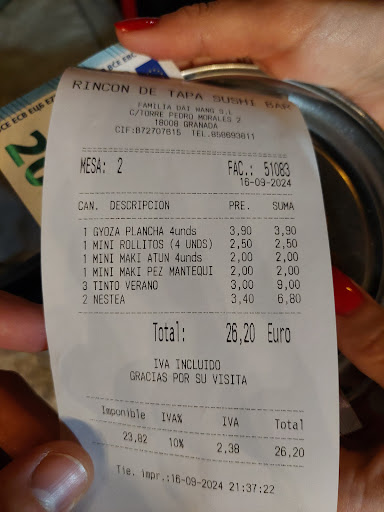 RINCON DE TAPA SUSHI BAR
FAMILIA DAI HANG S.L
C/TORRE PEDRO MORALES 2
18008 GRANADA
CIF:B72707615 TEL.958693611
MESA: 2 FAC.: 51083
16-09-2024
CAN. DESCRIPCION PRE. SUMA
1 GYOZA PLANCHA 4unds 3,90 3,90
1 MINI ROLLITOS (4 UNDS) 2,50 2,50
1 MINI MAKI ATUN 4unds 2,00 2,00
1 MINI MAKI PEZ MANTEQUI 2,00 2,00
3 TINTO VERANO 3,00 9,00
2 NESTEA 3,40 6,80
Total: 26,20 Euro
IVA INCLUIDO
GRACIAS POR SU VISITA
Imponible IVA% IVA Total
23,82 10% 2,38 26,20
Tie. impr.:16-09-2024 21:37:22